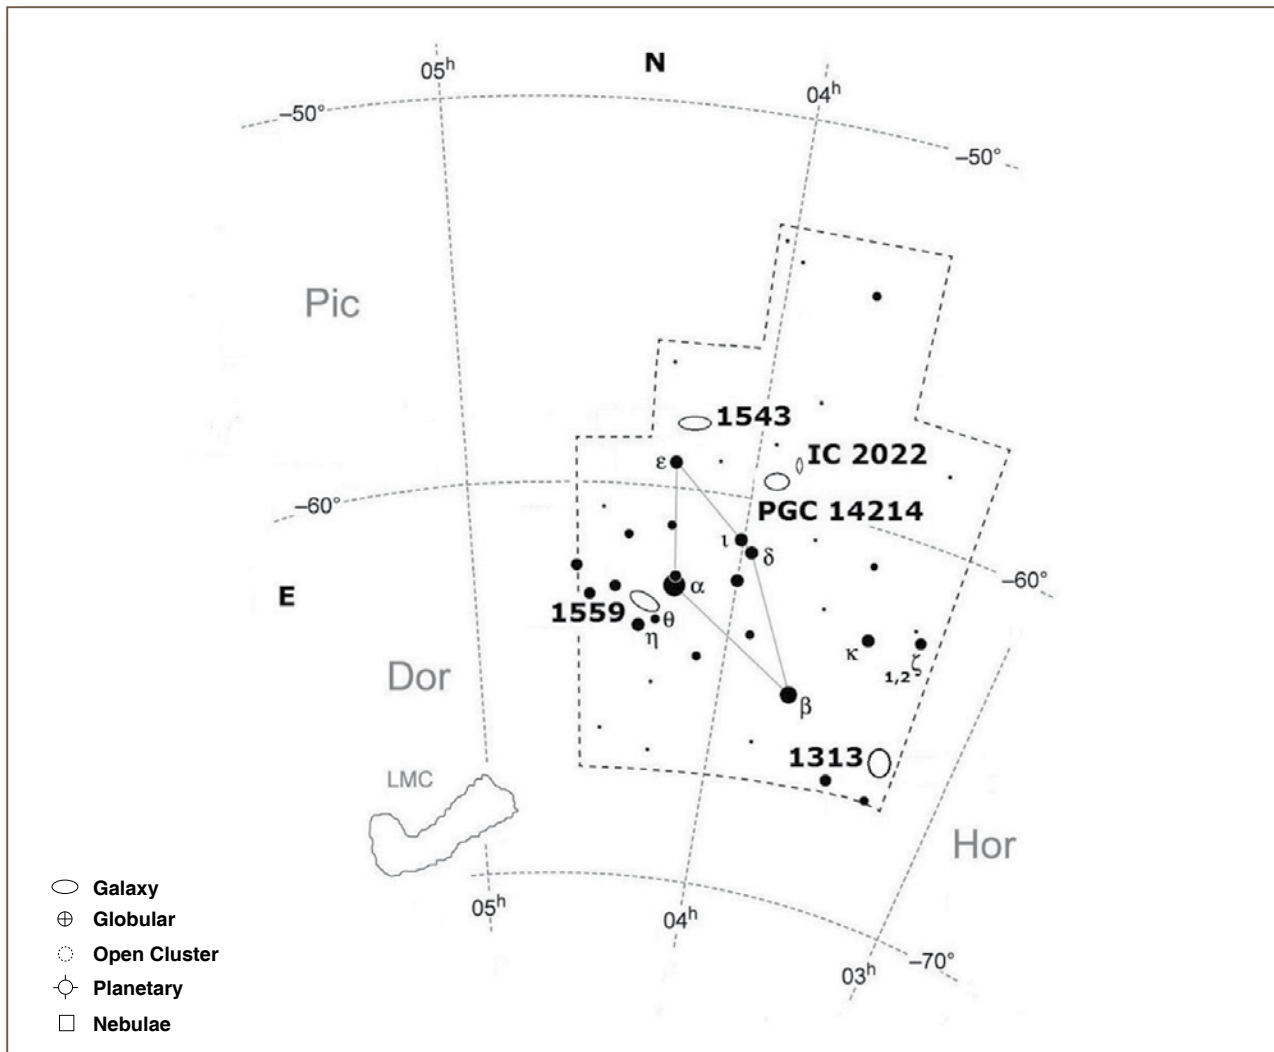 N
05ʰ
04ʰ
–50°
–50°
Pic
1543
ε
IC 2022
PGC 14214
–60°
ι
δ
–60°
α
E
1559
θ
η
κ
ζ
1,2
Dor
β
1313
LMC
Hor
Galaxy
05ʰ
04ʰ
Globular
Open Cluster
–70°
03ʰ
Planetary
Nebulae